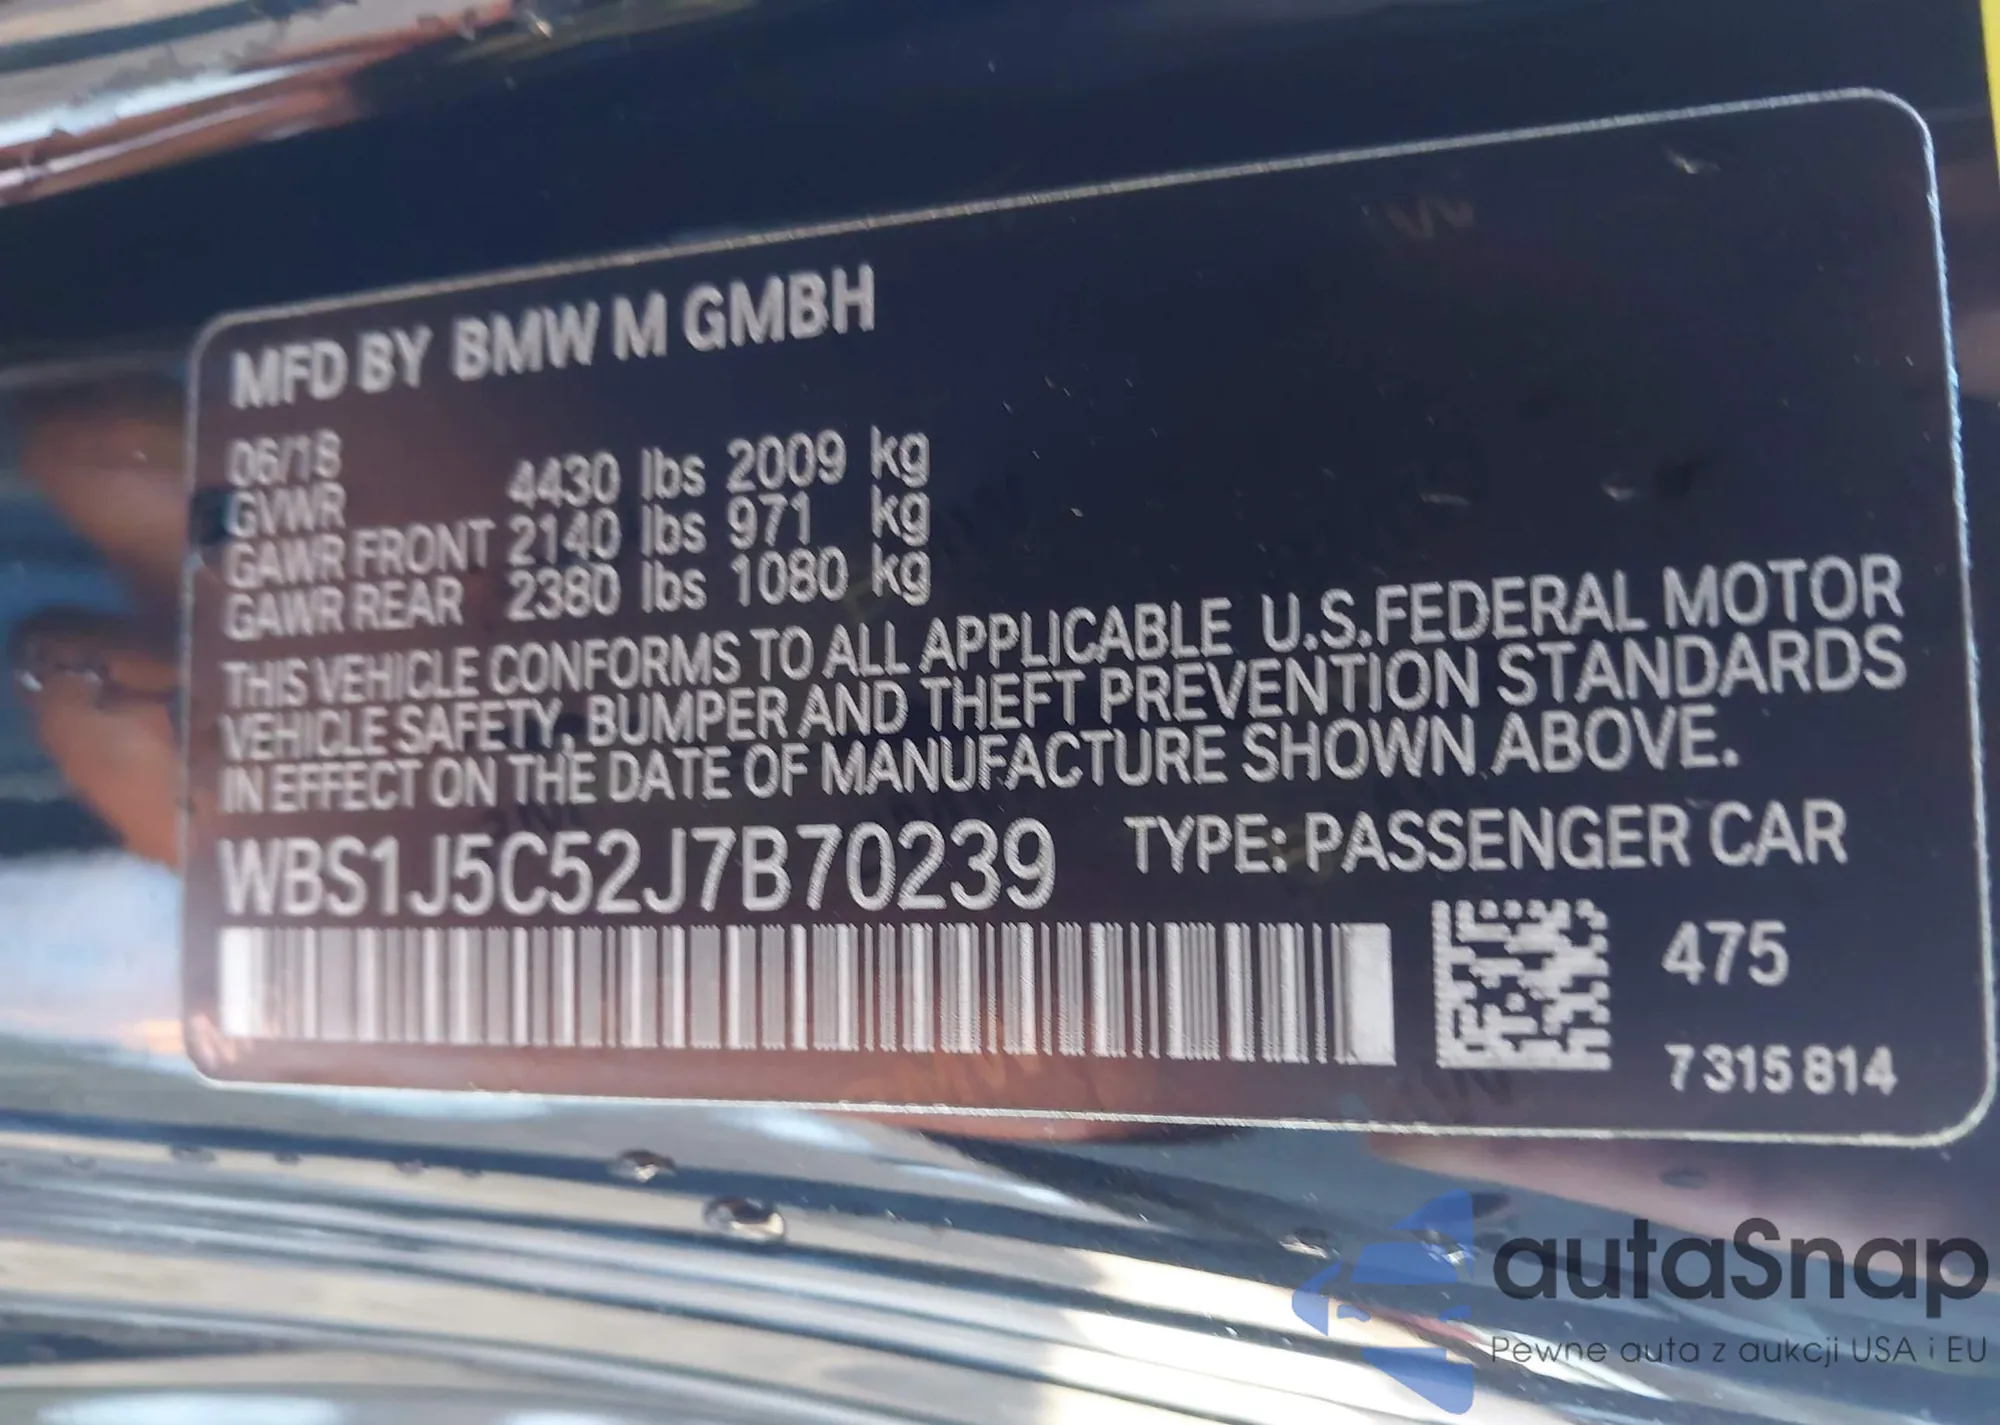 MFD BY BMW M GMBH
06/18
GVWR 4430 lbs 2009 kg
GAWR FRONT 2140 lbs 971 kg
GAWR REAR 2380 lbs 1080 kg
THIS VEHICLE CONFORMS TO ALL APPLICABLE U.S.FEDERAL MOTOR
VEHICLE SAFETY, BUMPER AND THEFT PREVENTION STANDARDS
IN EFFECT ON THE DATE OF MANUFACTURE SHOWN ABOVE.
WBS1J5C52J7B70239 TYPE: PASSENGER CAR
475
7 315 814
autaSnap
Pewne auta z aukcji USA i EU